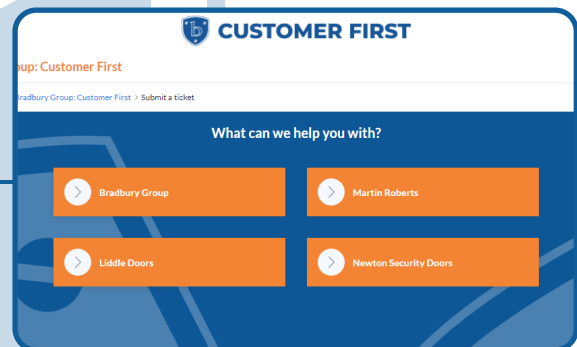 b CUSTOMER FIRST
oup: Customer First
Bradbury Group: Customer First > Submit a ticket
What can we help you with?
Bradbury Group
Martin Roberts
Liddle Doors
Newton Security Doors